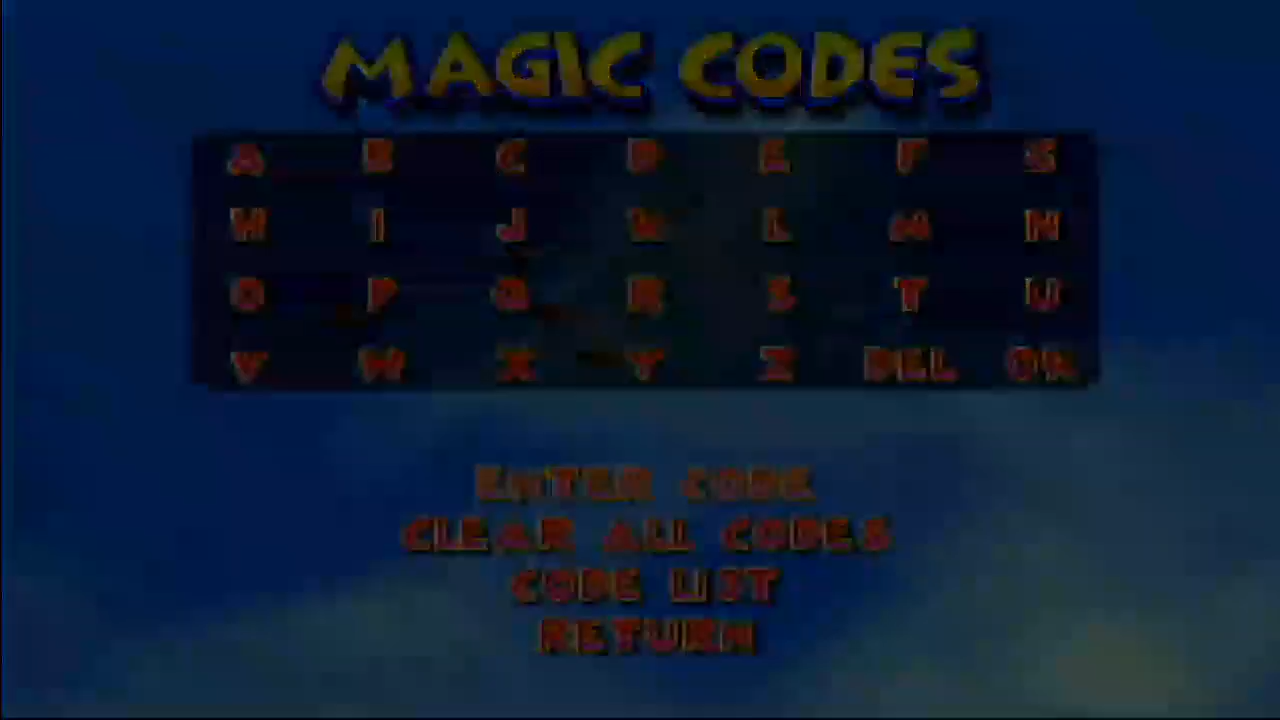 MAGIC CODES
A B C D E F G
H I J K L M N
O P Q R S T U
V W X Y Z DEL OK
ENTER CODE
CLEAR ALL CODES
CODE LIST
RETURN